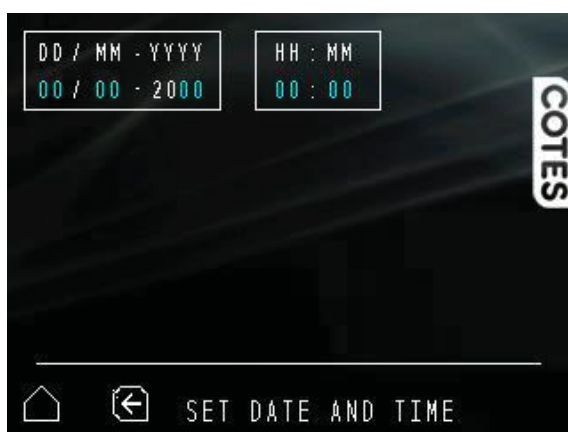 DD / MM - YYYY
00 / 00 - 2000
HH : MM
00 : 00
COTES
SET DATE AND TIME